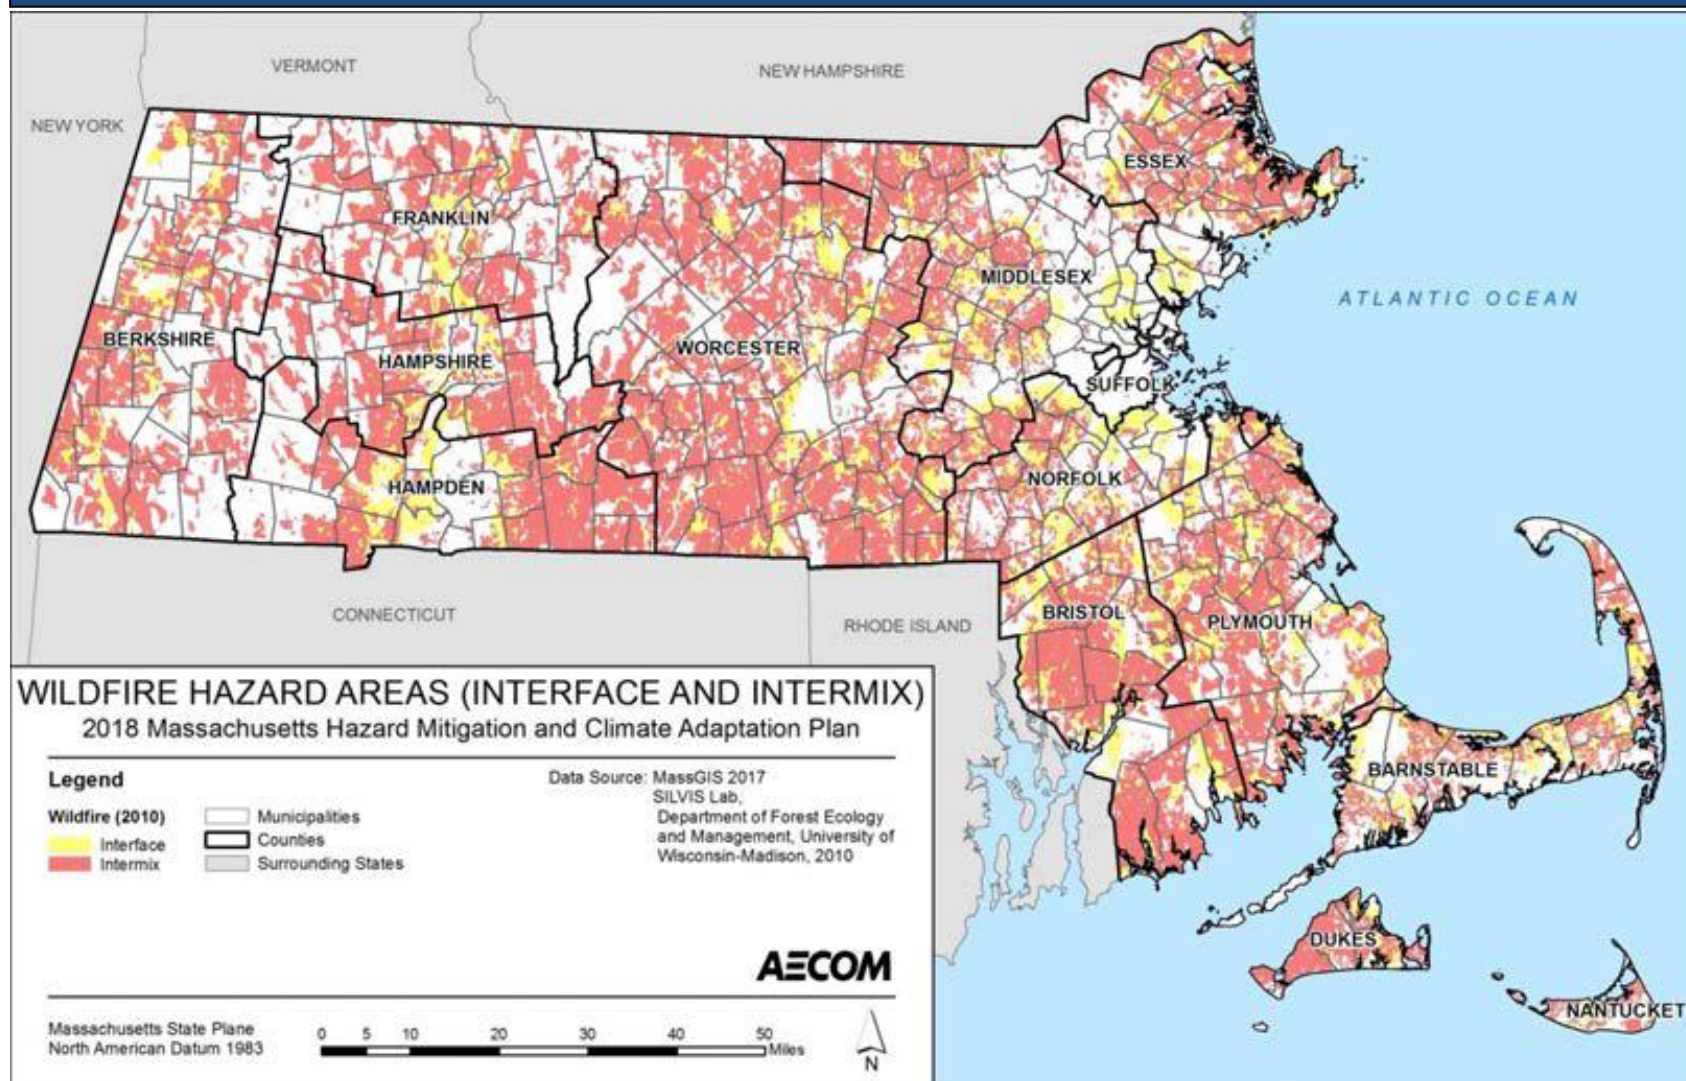 VERMONT
NEW HAMPSHIRE
NEW YORK
ESSEX
FRANKLIN
MIDDLESEX
ATLANTIC OCEAN
BERKSHIRE
HAMPSHIRE
WORCESTER
SUFFOLK
HAMPDEN
NORFOLK
CONNECTICUT
RHODE ISLAND
BRISTOL
PLYMOUTH
BARNSTABLE
DUKES
NANTUCKET
WILDFIRE HAZARD AREAS (INTERFACE AND INTERMIX)
2018 Massachusetts Hazard Mitigation and Climate Adaptation Plan
Legend
Wildfire (2010)
Interface
Intermix
Municipalities
Counties
Surrounding States
Data Source: MassGIS 2017
SILVIS Lab,
Department of Forest Ecology
and Management, University of
Wisconsin-Madison, 2010
AECOM
Massachusetts State Plane
North American Datum 1983
0 5 10 20 30 40 50
Miles
N